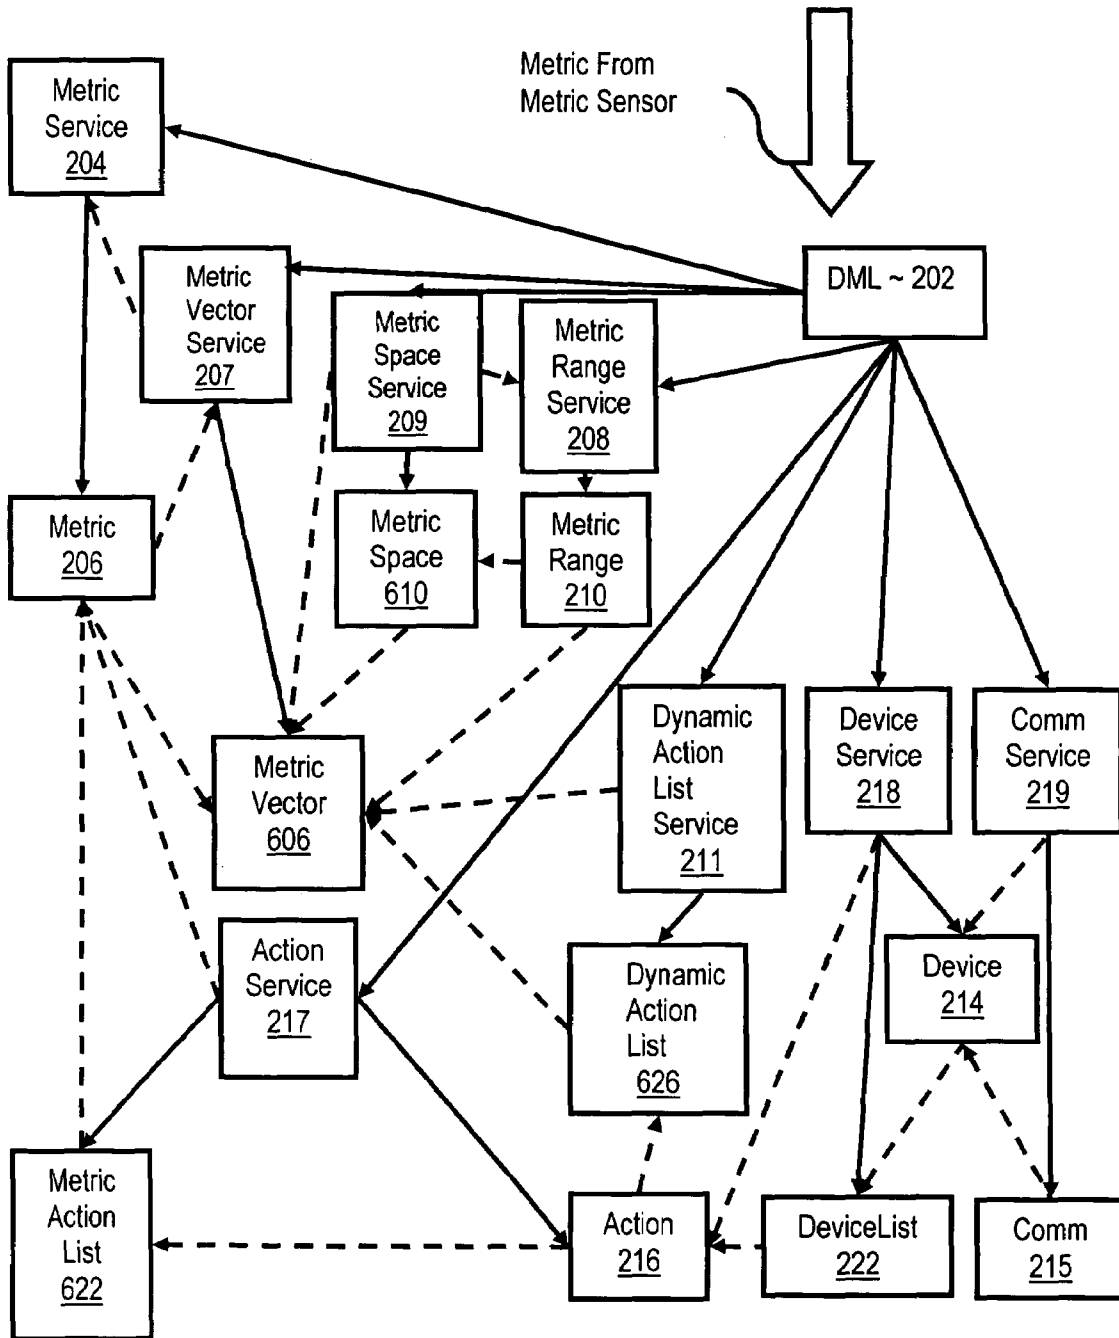 Metric From
Metric Sensor
Metric
Service
204
DML ~ 202
Metric
Vector
Service
207
Metric
Space
Service
209
Metric
Range
Service
208
Metric
206
Metric
Space
610
Metric
Range
210
Metric
Vector
606
Dynamic
Action
List
Service
211
Device
Service
218
Comm
Service
219
Action
Service
217
Dynamic
Action
List
626
Device
214
Metric
Action
List
622
Action
216
DeviceList
222
Comm
215